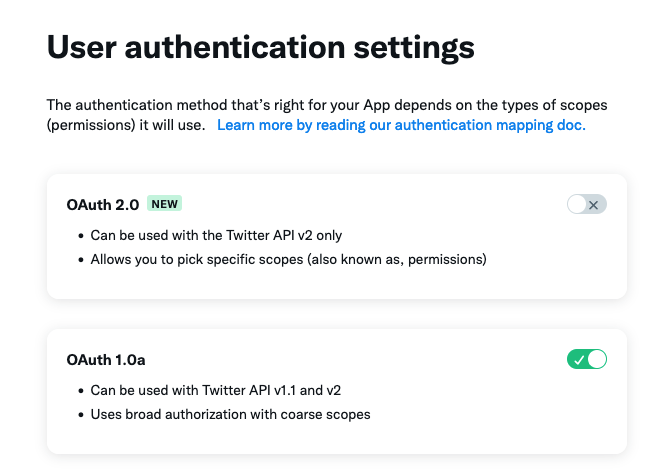 User authentication settings
The authentication method that's right for your App depends on the types of scopes
(permissions) it will use. Learn more by reading our authentication mapping doc.
OAuth 2.0 NEW
• Can be used with the Twitter API v2 only
• Allows you to pick specific scopes (also known as, permissions)
OAuth 1.0a
• Can be used with Twitter API v1.1 and v2
• Uses broad authorization with coarse scopes